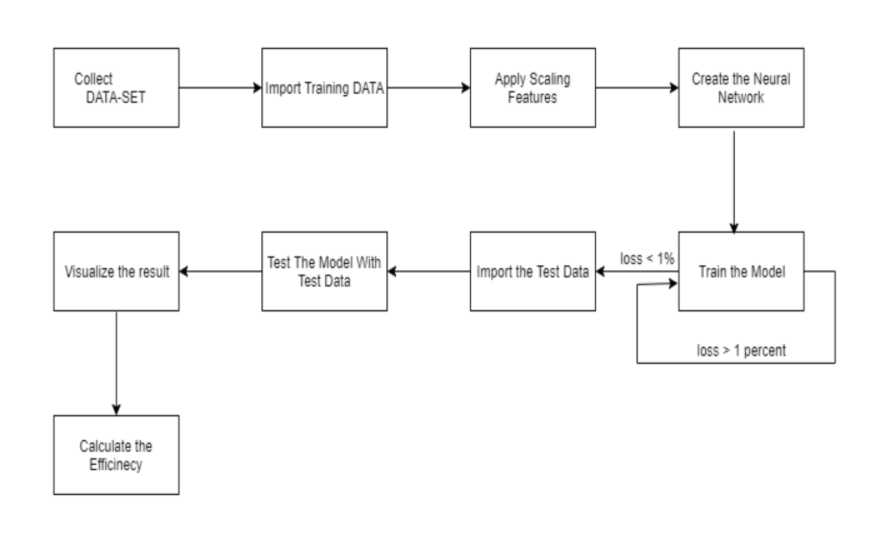 Collect
DATA-SET
Import Training DATA
Apply Scaling
Features
Create the Neural
Network
Visualize the result
Test The Model With
Test Data
Import the Test Data
loss < 1%
Train the Model
loss > 1 percent
Calculate the
Efficinecy